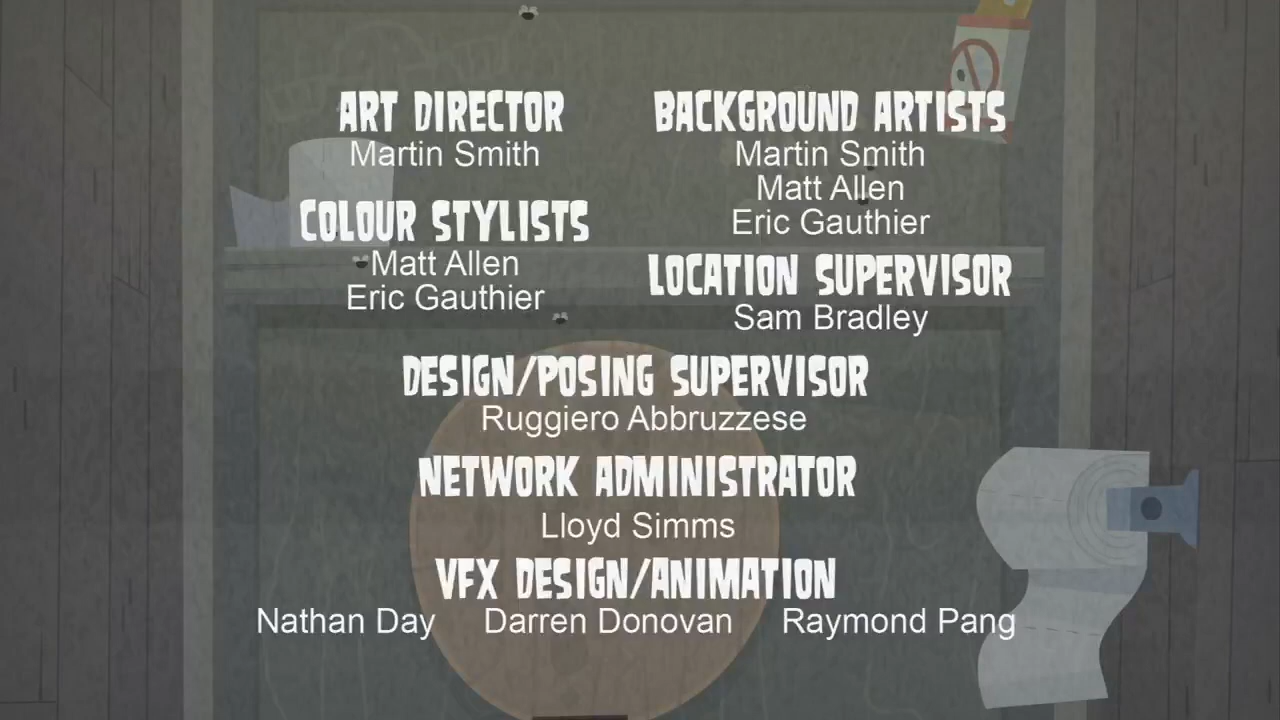 ART DIRECTOR
Martin Smith
COLOUR STYLISTS
Matt Allen
Eric Gauthier
BACKGROUND ARTISTS
Martin Smith
Matt Allen
Eric Gauthier
LOCATION SUPERVISOR
Sam Bradley
DESIGN/POSING SUPERVISOR
Ruggiero Abbruzzese
NETWORK ADMINISTRATOR
Lloyd Simms
VFX DESIGN/ANIMATION
Nathan Day Darren Donovan Raymond Pang